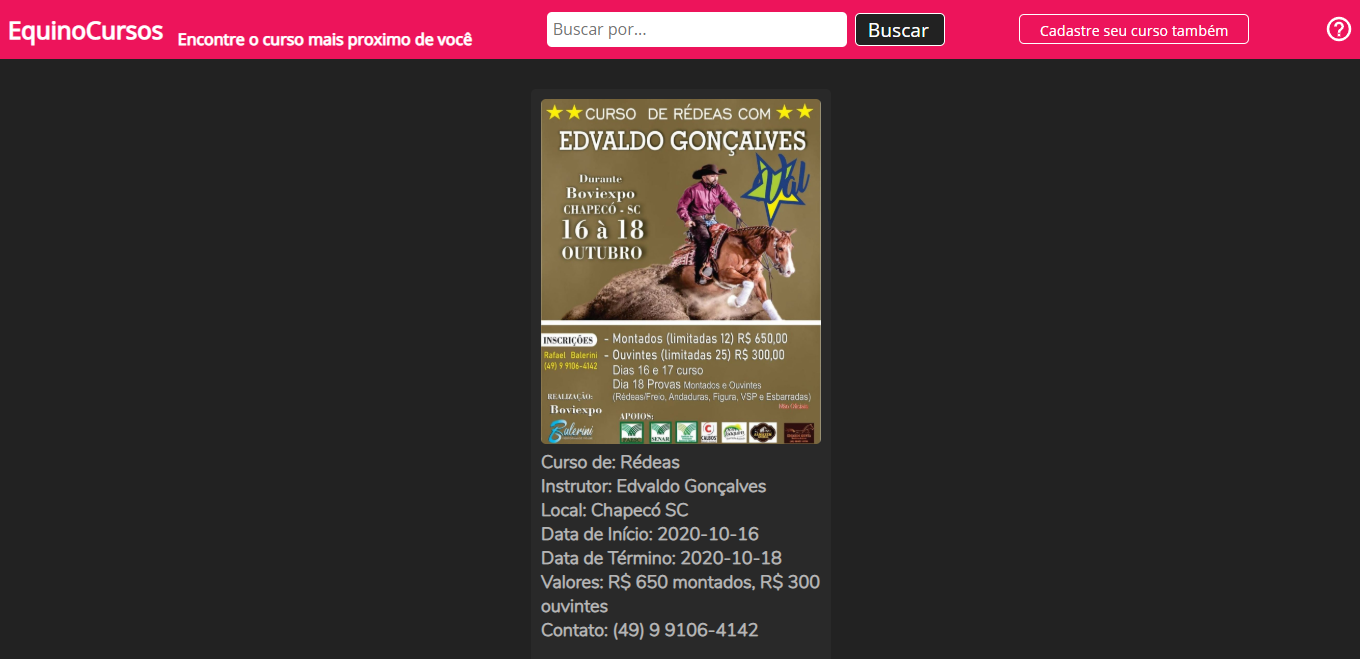 EquinoCursos
Encontre o curso mais proximo de você
Buscar por...
Buscar
Cadastre seu curso também
?
CURSO DE RÉDEAS COM
EDVALDO GONÇALVES
Val
Durante
Boviexpo
CHAPECÓ - SC
16 à 18
OUTUBRO
INSCRIÇÕES
Rafael Balerini
(49) 9 9106-4142
- Montados (limitadas 12) R$ 650,00
- Ouvintes (limitadas 25) R$ 300,00
Dias 16 e 17 curso
Dia 18 Provas Montados e Ouvintes
(Rédeas/Freio, Andaduras, Figura, VSP e Esbarradas)
REALIZAÇÃO:
Boviexpo
Balerini
APOIOS:
SENAR
Curso de: Rédeas
Instrutor: Edvaldo Gonçalves
Local: Chapecó SC
Data de Início: 2020-10-16
Data de Término: 2020-10-18
Valores: R$ 650 montados, R$ 300
ouvintes
Contato: (49) 9 9106-4142